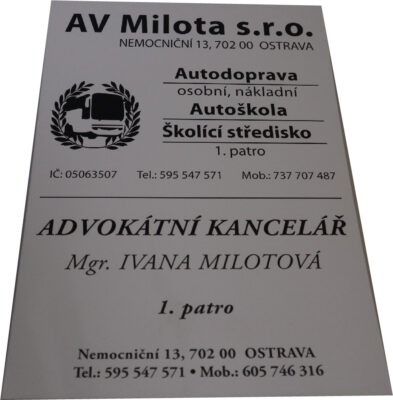 AV Milota s.r.o.
NEMOCNIČNÍ 13, 702 00 OSTRAVA
Autodoprava
osobní, nákladní
Autoškola
Školící středisko
1. patro
IČ: 05063507 Tel.: 595 547 571 Mob.: 737 707 487
ADVOKÁTNÍ KANCELÁŘ
Mgr. IVANA MILOTOVÁ
1. patro
Nemocniční 13, 702 00 OSTRAVA
Tel.: 595 547 571 • Mob.: 605 746 316